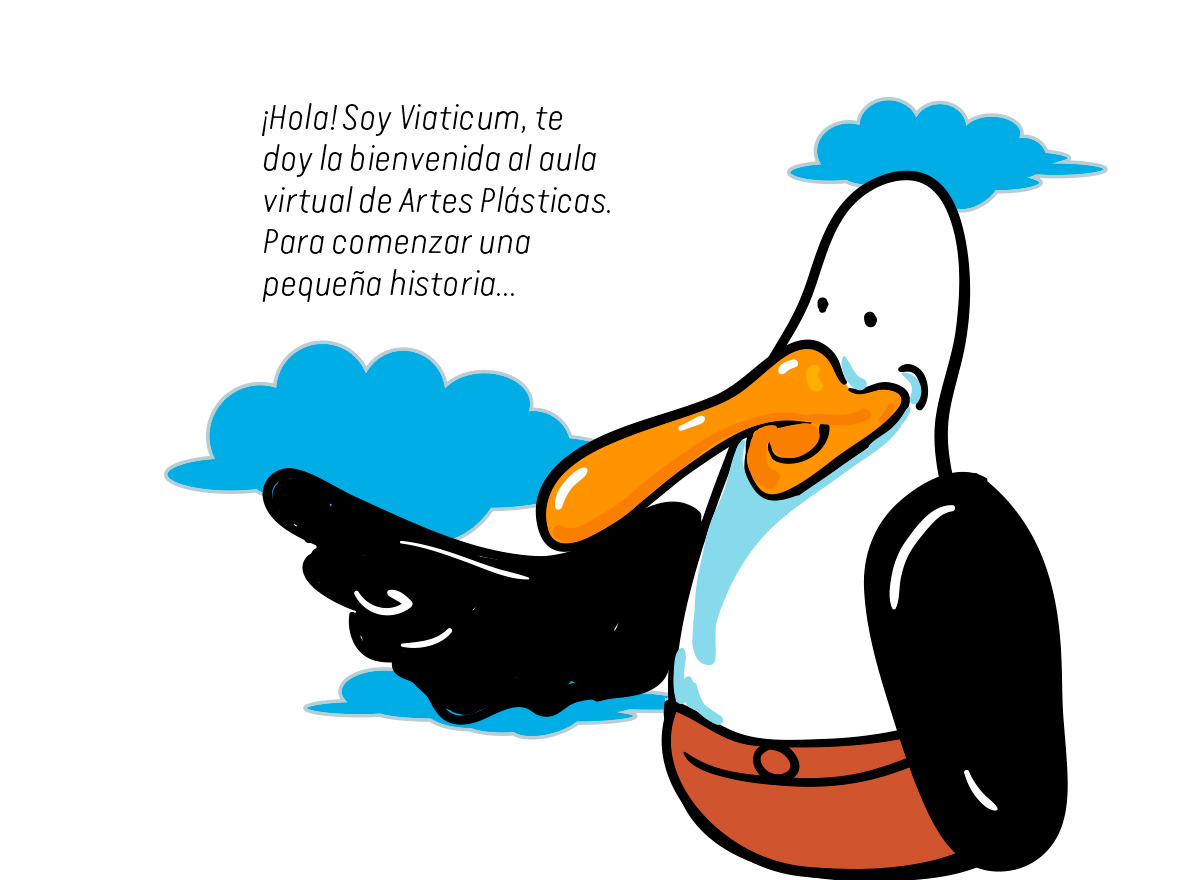 ¡Hola! Soy Viaticum, te
doy la bienvenida al aula
virtual de Artes Plásticas.
Para comenzar una
pequeña historia...